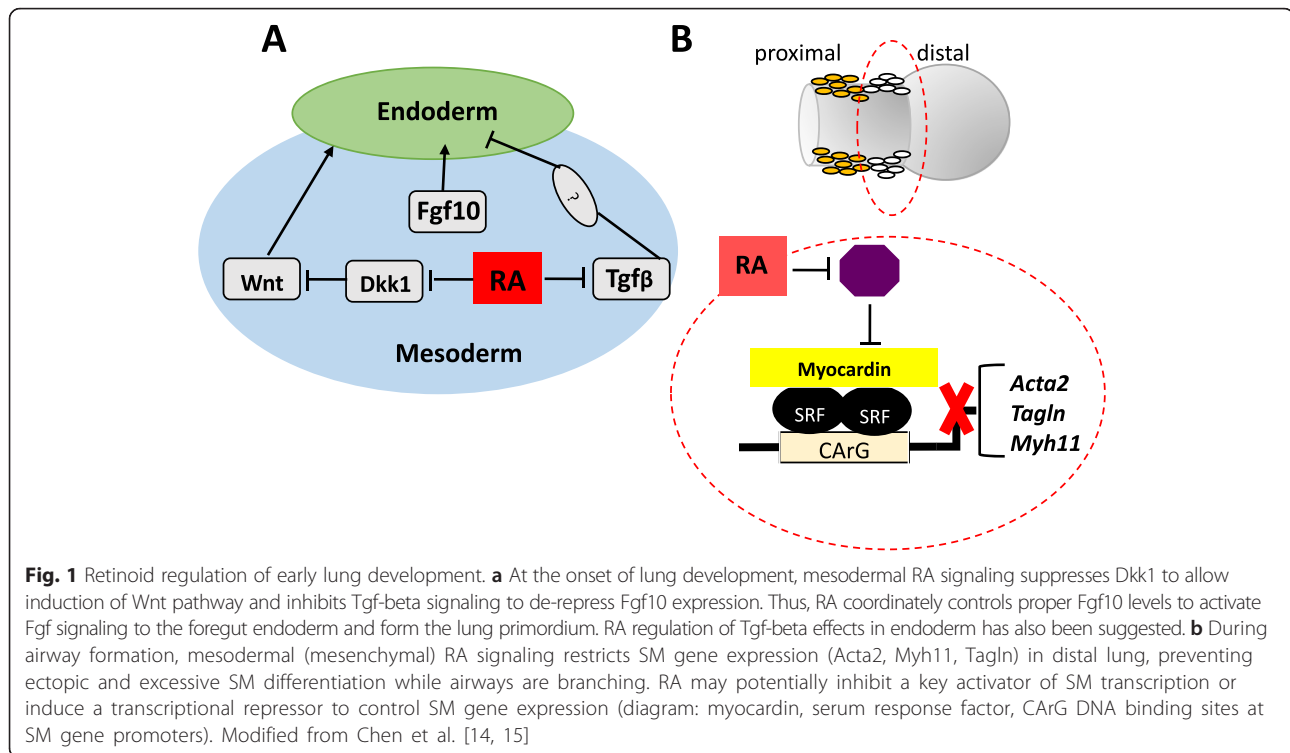 A
Endoderm
?
Fgf10
Wnt
Dkk1
RA
Tgfβ
Mesoderm
B
proximal
distal
RA
Myocardin
SRF
SRF
CArG
Acta2
Tagln
Myh11
Fig. 1 Retinoid regulation of early lung development. a At the onset of lung development, mesodermal RA signaling suppresses Dkk1 to allow
induction of Wnt pathway and inhibits Tgf-beta signaling to de-repress Fgf10 expression. Thus, RA coordinately controls proper Fgf10 levels to activate
Fgf signaling to the foregut endoderm and form the lung primordium. RA regulation of Tgf-beta effects in endoderm has also been suggested. b During
airway formation, mesodermal (mesenchymal) RA signaling restricts SM gene expression (Acta2, Myh11, Tagln) in distal lung, preventing
ectopic and excessive SM differentiation while airways are branching. RA may potentially inhibit a key activator of SM transcription or
induce a transcriptional repressor to control SM gene expression (diagram: myocardin, serum response factor, CArG DNA binding sites at
SM gene promoters). Modified from Chen et al. [14, 15]